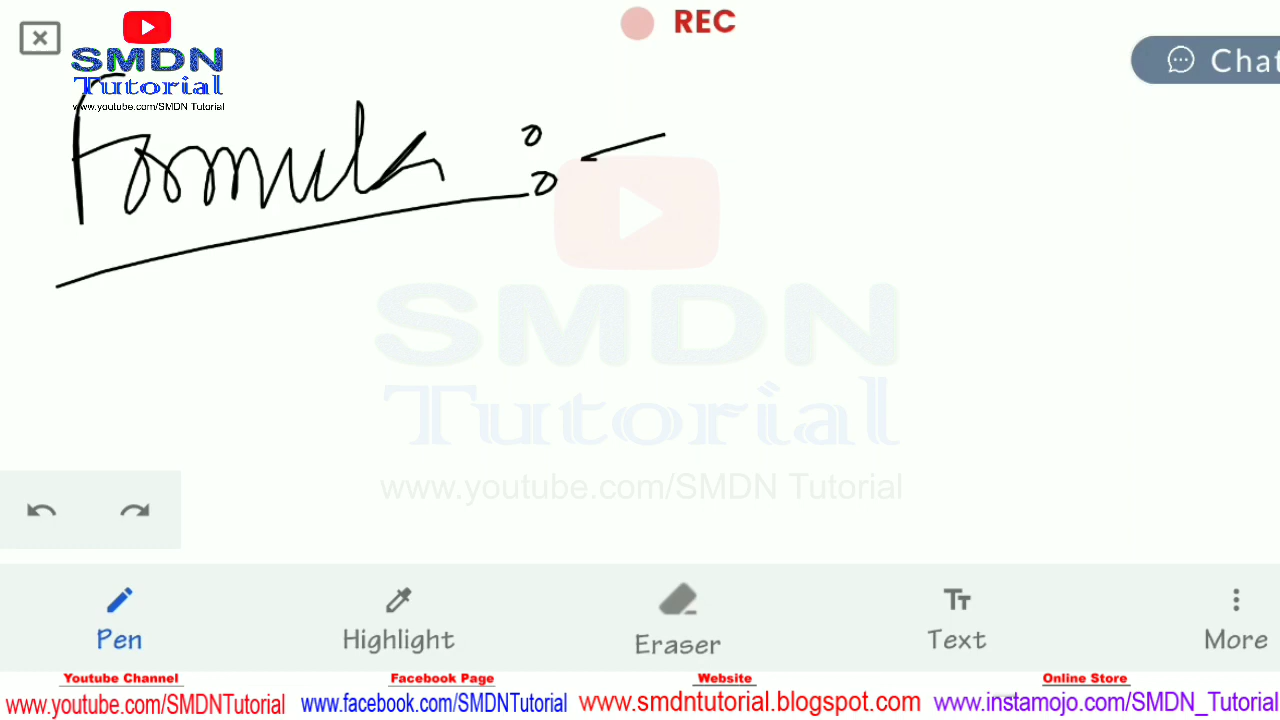 REC
SMDN
Tutorial
www.youtube.com/SMDN Tutorial
Chat
Formula :-
SMDN
Tutorial
www.youtube.com/SMDN Tutorial
Pen
Highlight
Eraser
Text
More
Youtube Channel
Facebook Page
Website
Online Store
www.youtube.com/SMDNTutorial
www.facebook.com/SMDNTutorial
www.smdntutorial.blogspot.com
www.instamojo.com/SMDN_Tutorial